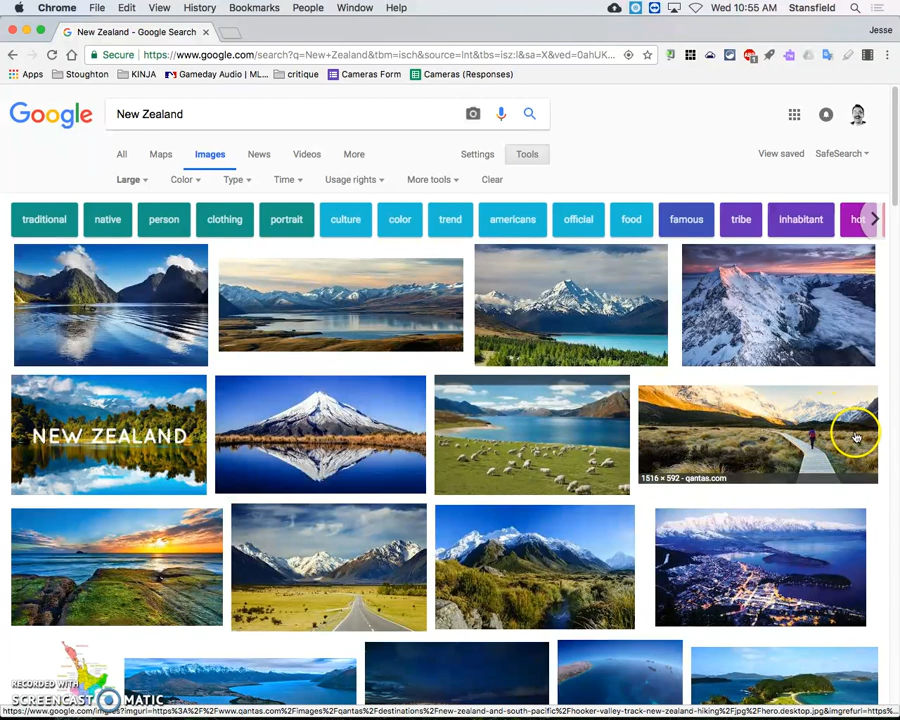 Chrome File Edit View History Bookmarks People Window Help Wed 10:55 AM Stansfield
New Zealand - Google Search Jesse
Secure https://www.google.com/search?q=New+Zealand&tbm=isch&source=lnt&tbs=isz:l&sa=X&ved=0ahUK...
Apps Stoughton KINJA Gameday Audio | ML... critique Cameras Form Cameras (Responses)
Google New Zealand
All Maps Images News Videos More Settings Tools View saved SafeSearch
Large Color Type Time Usage rights More tools Clear
traditional native person clothing portrait culture color trend americans official food famous tribe inhabitant hot
NEW ZEALAND
1516 × 592 - qantas.com
RECORDED WITH
SCREENCAST MATIC